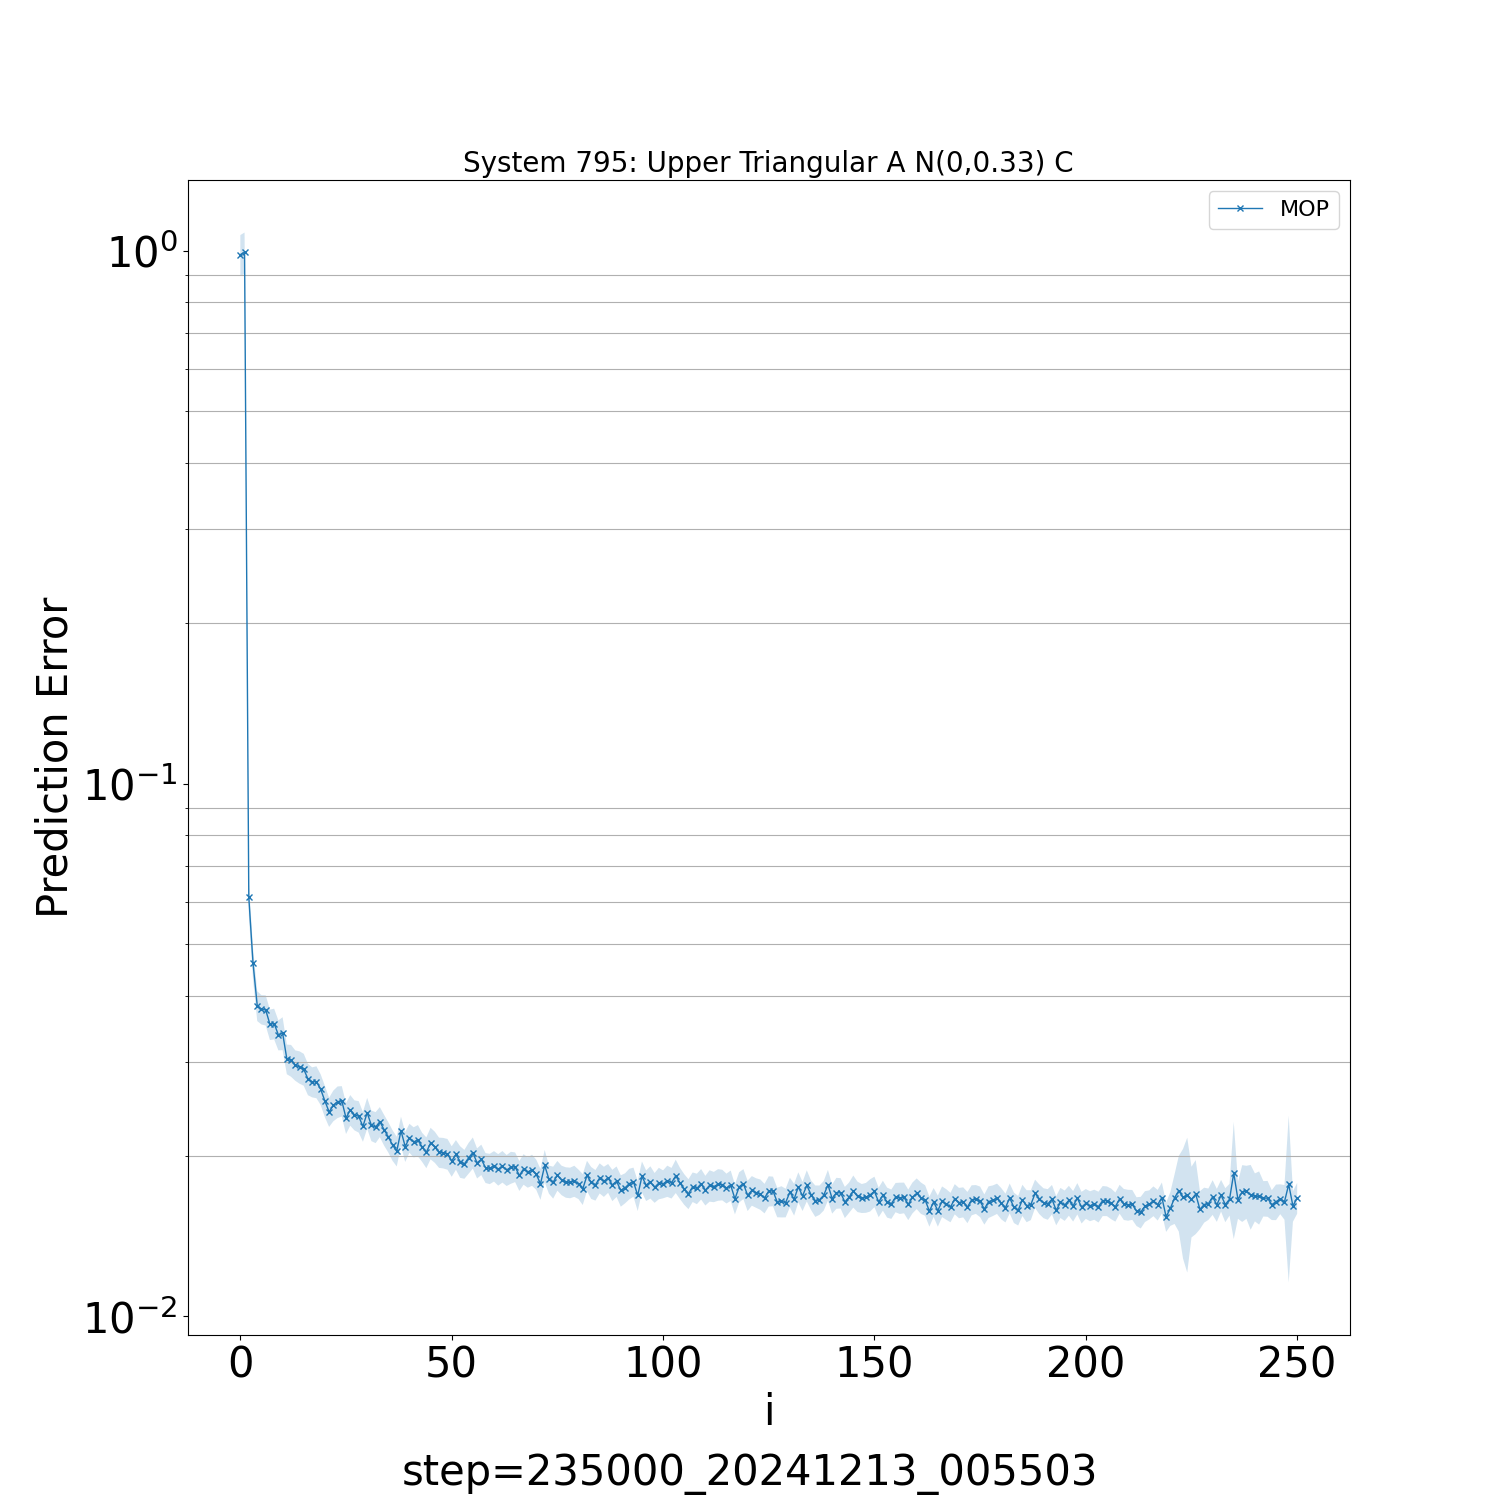 System 795: Upper Triangular A N(0,0.33) C
MOP
10⁰
10⁻¹
10⁻²
Prediction Error
0 50 100 150 200 250
i
step=235000_20241213_005503